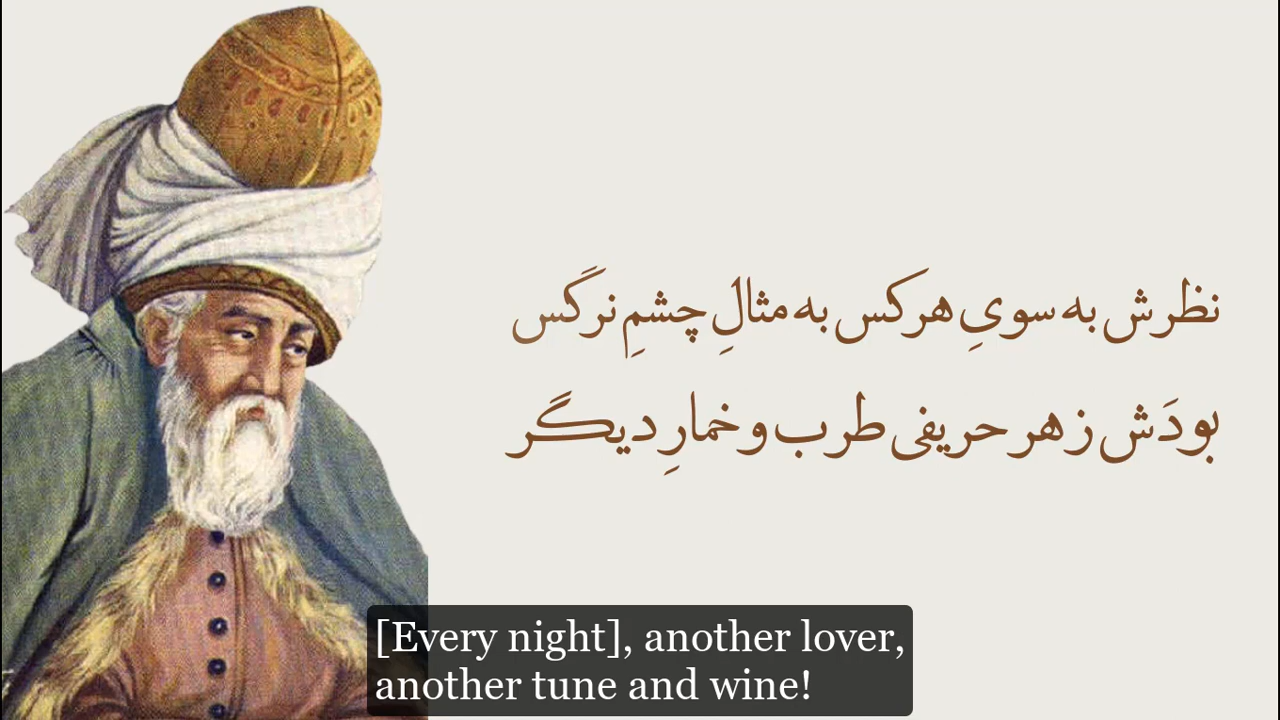 نظرش به سویِ هرکس به مثالِ چشمِ نرگس
بودَش ز هر حریفی طرب و خمارِ دیگر
[Every night], another lover,
another tune and wine!